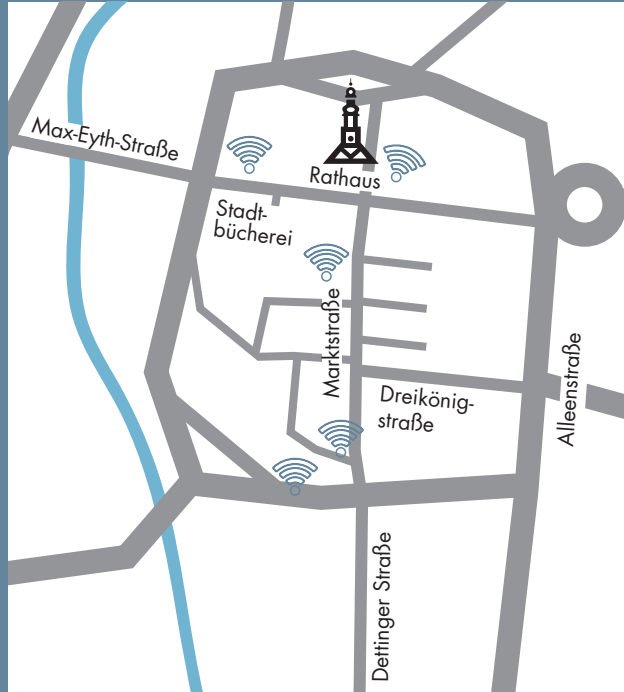 Max-Eyth-Straße
Rathaus
Stadt-
bücherei
Marktstraße
Alleenstraße
Dreikönig-
straße
Dettinger Straße